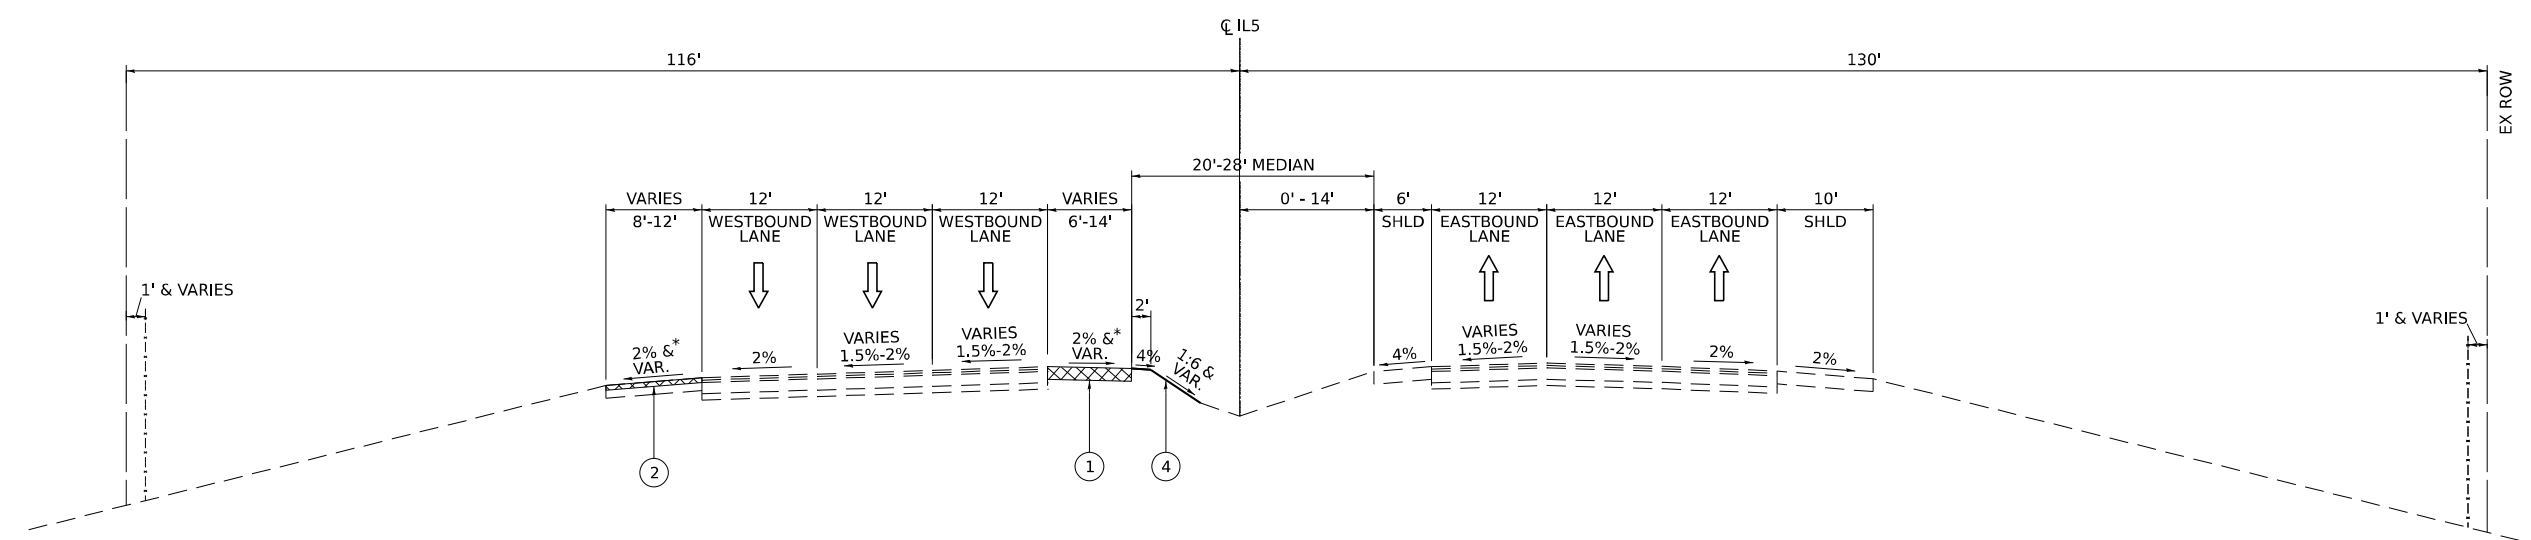 ℄ IL5
116'
130'
EX ROW
20'-28' MEDIAN
VARIES
12'
12'
12'
VARIES
0' - 14'
6'
12'
12'
12'
10'
8'-12'
WESTBOUND
LANE
WESTBOUND
LANE
WESTBOUND
LANE
6'-14'
SHLD
EASTBOUND
LANE
EASTBOUND
LANE
EASTBOUND
LANE
SHLD
1' & VARIES
2'
1' & VARIES
2% &*
VAR.
2%
VARIES
1.5%-2%
VARIES
1.5%-2%
2% &*
VAR.
4%
1:6 &
VAR.
4%
VARIES
1.5%-2%
VARIES
1.5%-2%
2%
2%
2
1
4